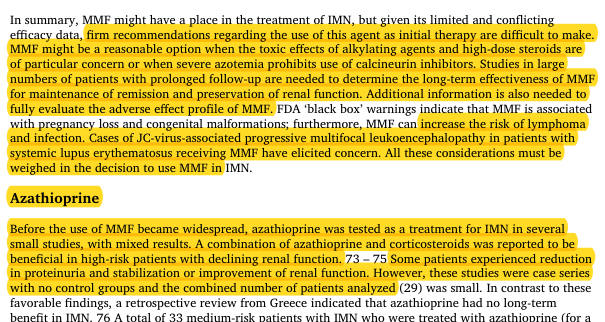 In summary, MMF might have a place in the treatment of IMN, but given its limited and conflicting
efficacy data, firm recommendations regarding the use of this agent as initial therapy are difficult to make.
MMF might be a reasonable option when the toxic effects of alkylating agents and high-dose steroids are
of particular concern or when severe azotemia prohibits use of calcineurin inhibitors. Studies in large
numbers of patients with prolonged follow-up are needed to determine the long-term effectiveness of MMF
for maintenance of remission and preservation of renal function. Additional information is also needed to
fully evaluate the adverse effect profile of MMF. FDA ‘black box’ warnings indicate that MMF is associated
with pregnancy loss and congenital malformations; furthermore, MMF can increase the risk of lymphoma
and infection. Cases of JC-virus-associated progressive multifocal leukoencephalopathy in patients with
systemic lupus erythematosus receiving MMF have elicited concern. All these considerations must be
weighed in the decision to use MMF in IMN.
Azathioprine
Before the use of MMF became widespread, azathioprine was tested as a treatment for IMN in several
small studies, with mixed results. A combination of azathioprine and corticosteroids was reported to be
beneficial in high-risk patients with declining renal function. 73 – 75 Some patients experienced reduction
in proteinuria and stabilization or improvement of renal function. However, these studies were case series
with no control groups and the combined number of patients analyzed (29) was small. In contrast to these
favorable findings, a retrospective review from Greece indicated that azathioprine had no long-term
benefit in IMN. 76 A total of 33 medium-risk patients with IMN who were treated with azathioprine (for a